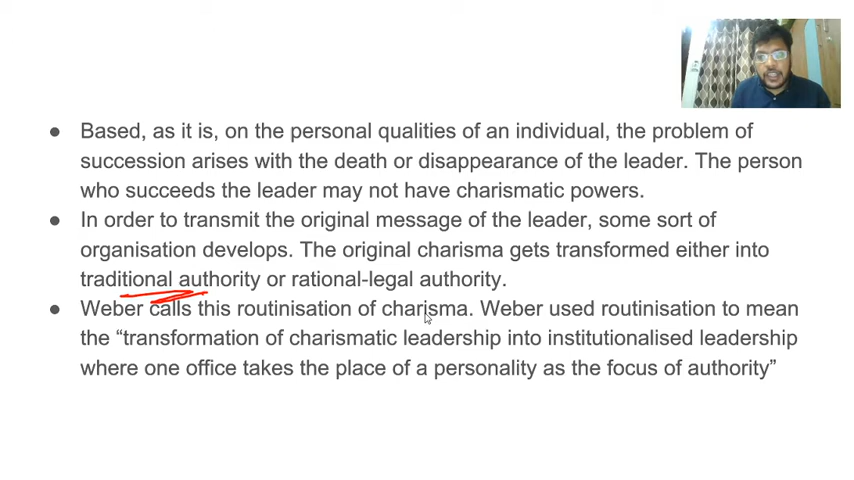 ● Based, as it is, on the personal qualities of an individual, the problem of
succession arises with the death or disappearance of the leader. The person
who succeeds the leader may not have charismatic powers.
● In order to transmit the original message of the leader, some sort of
organisation develops. The original charisma gets transformed either into
traditional authority or rational-legal authority.
● Weber calls this routinisation of charisma. Weber used routinisation to mean
the “transformation of charismatic leadership into institutionalised leadership
where one office takes the place of a personality as the focus of authority”